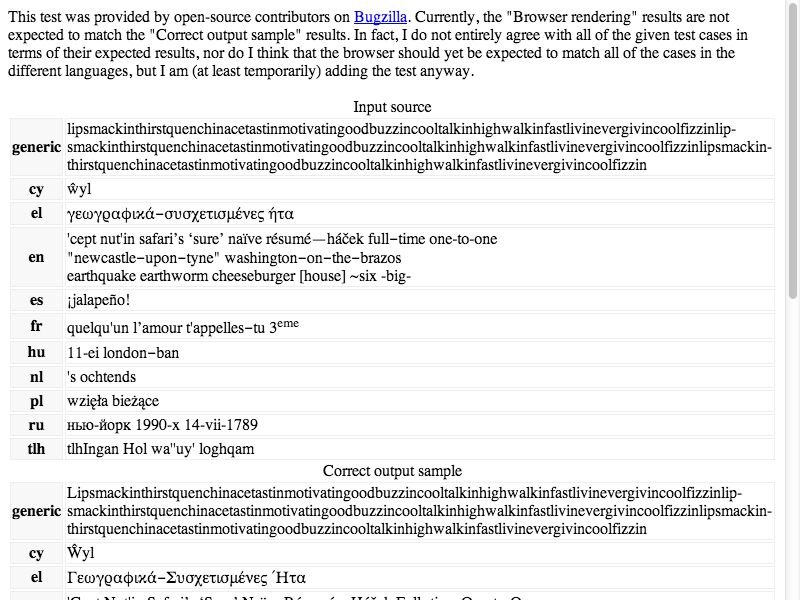 This test was provided by open-source contributors on Bugzilla. Currently, the "Browser rendering" results are not
expected to match the "Correct output sample" results. In fact, I do not entirely agree with all of the given test cases in
terms of their expected results, nor do I think that the browser should yet be expected to match all of the cases in the
different languages, but I am (at least temporarily) adding the test anyway.
Input source
lipsmackinthirstquenchinacetastinmotivatingoodbuzzincooltalkinhighwalkinfastlivinevergivincoolfizzinlip-
generic smackinthirstquenchinacetastinmotivatingoodbuzzincooltalkinhighwalkinfastlivinevergivincoolfizzinlipsmackin-
thirstquenchinacetastinmotivatingoodbuzzincooltalkinhighwalkinfastlivinevergivincoolfizzin
cy ŵyl
el γεωγραφικά−συσχετισμένες ήτα
'cept nut'in safari’s ‘sure’ naïve résumé—háček full−time one-to-one
en "newcastle−upon−tyne" washington−on−the−brazos
earthquake earthworm cheeseburger [house] ~six -big-
es ¡jalapeño!
fr quelqu'un l’amour t'appelles−tu 3eme
hu 11-ei london−ban
nl 's ochtends
pl wzięła bieżące
ru нью-йорк 1990-х 14-vii-1789
tlh tlhIngan Hol wa''uy' loghqam
Correct output sample
Lipsmackinthirstquenchinacetastinmotivatingoodbuzzincooltalkinhighwalkinfastlivinevergivincoolfizzinlip-
generic smackinthirstquenchinacetastinmotivatingoodbuzzincooltalkinhighwalkinfastlivinevergivincoolfizzinlipsmackin-
thirstquenchinacetastinmotivatingoodbuzzincooltalkinhighwalkinfastlivinevergivincoolfizzin
cy Ŵyl
el Γεωγραφικά−Συσχετισμένες Ήτα